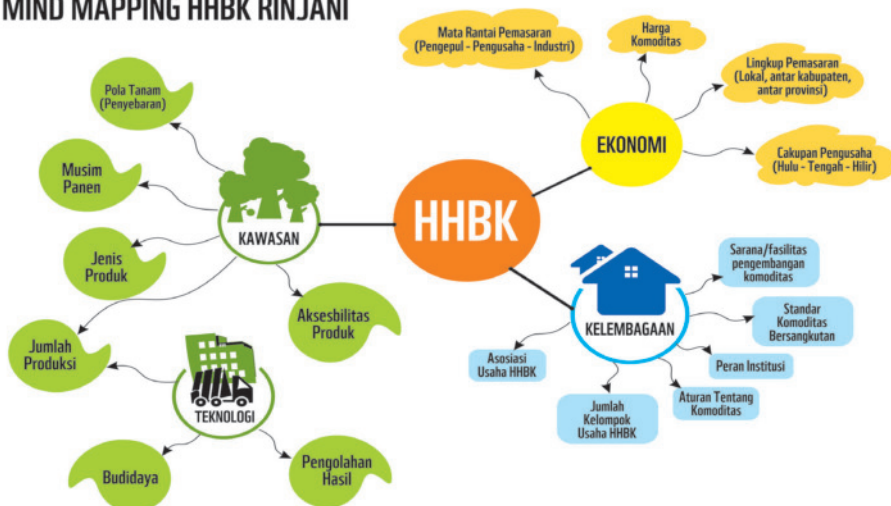 MIND MAPPING HHBK RINJANI
Mata Rantai Pemasaran
(Pengepul - Pengusaha - Industri)
Harga
Komoditas
Lingkup Pemasaran
(Lokal, antar kabupaten,
antar provinsi)
Cakupan Pengusaha
(Hulu - Tengah - Hilir)
EKONOMI
HHBK
Pola Tanam
(Penyebaran)
Musim
Panen
Jenis
Produk
Jumlah
Produksi
KAWASAN
Aksesbilitas
Produk
TEKNOLOGI
Budidaya
Pengolahan
Hasil
KELEMBAGAAN
Sarana/fasilitas
pengembangan
komoditas
Standar
Komoditas
Bersangkutan
Peran Institusi
Aturan Tentang
Komoditas
Jumlah
Kelompok
Usaha HHBK
Asosiasi
Usaha HHBK